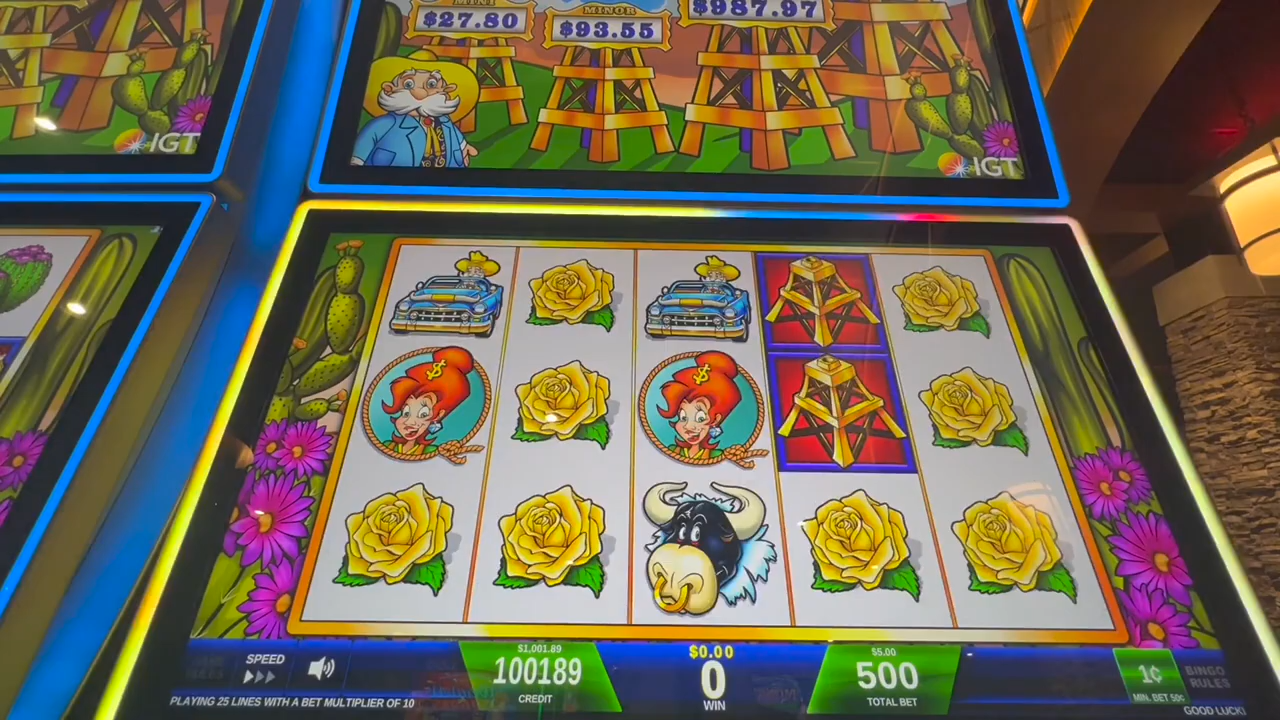 MINI
$27.80
MINOR
$93.55
$987.97
IGT
IGT
$
$
SPEED
$1,001.89
100189
CREDIT
$0.00
0
WIN
$5.00
500
TOTAL BET
1¢
MIN. BET 50¢
BINGO
RULES
PLAYING 25 LINES WITH A BET MULTIPLIER OF 10
GOOD LUCK!